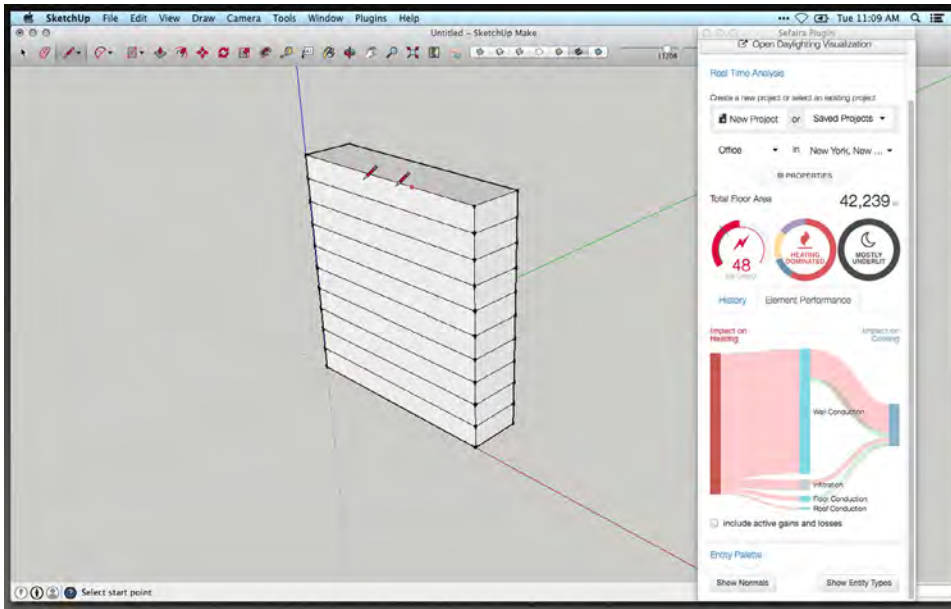 SketchUp File Edit View Draw Camera Tools Window Plugins Help
Tue 11:09 AM
Untitled - SketchUp Make
Sefaira Plugin
Open Daylighting Visualization
11/08
Real Time Analysis
Create a new project or select an existing project
New Project or Saved Projects
Office in New York, New ...
PROPERTIES
Total Floor Area 42,239
48
HEATING
DOMINATED
MOSTLY
UNDERLIT
History Element Performance
Impact on
Heating
Impact on
Cooling
Wall Conduction
Infiltration
Floor Conduction
Roof Conduction
include active gains and losses
Entity Palette
Show Normals Show Entity Types
Select start point